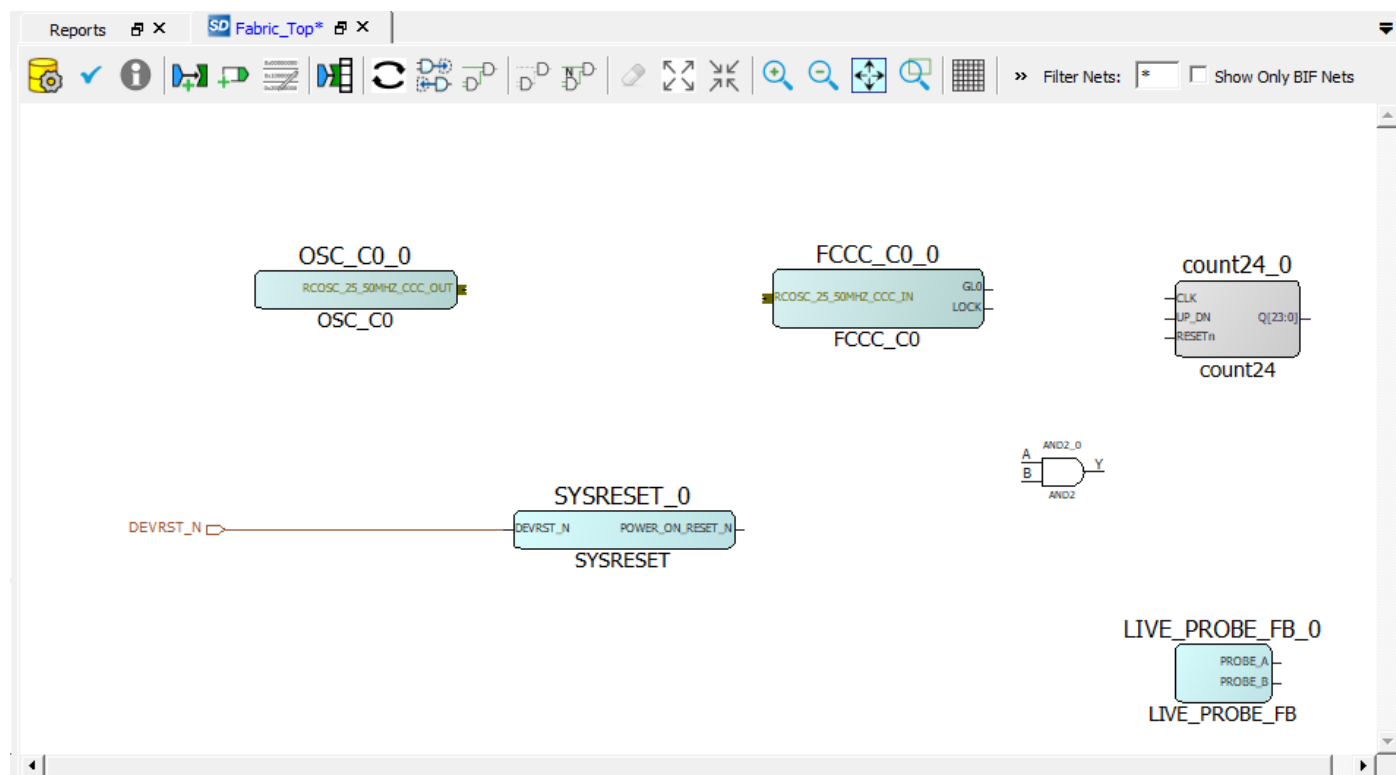 Reports
SD Fabric_Top*
» Filter Nets: * Show Only BIF Nets
OSC_C0_0
RCOSC_25_50MHZ_CCC_OUT
OSC_C0
FCCC_C0_0
RCOSC_25_50MHZ_CCC_IN
GL0
LOCK
FCCC_C0
count24_0
CLK
UP_DN
RESETn
Q[23:0]
count24
AND2_0
A
B
Y
AND2
DEVRST_N
SYSRESET_0
DEVRST_N
POWER_ON_RESET_N
SYSRESET
LIVE_PROBE_FB_0
PROBE_A
PROBE_B
LIVE_PROBE_FB